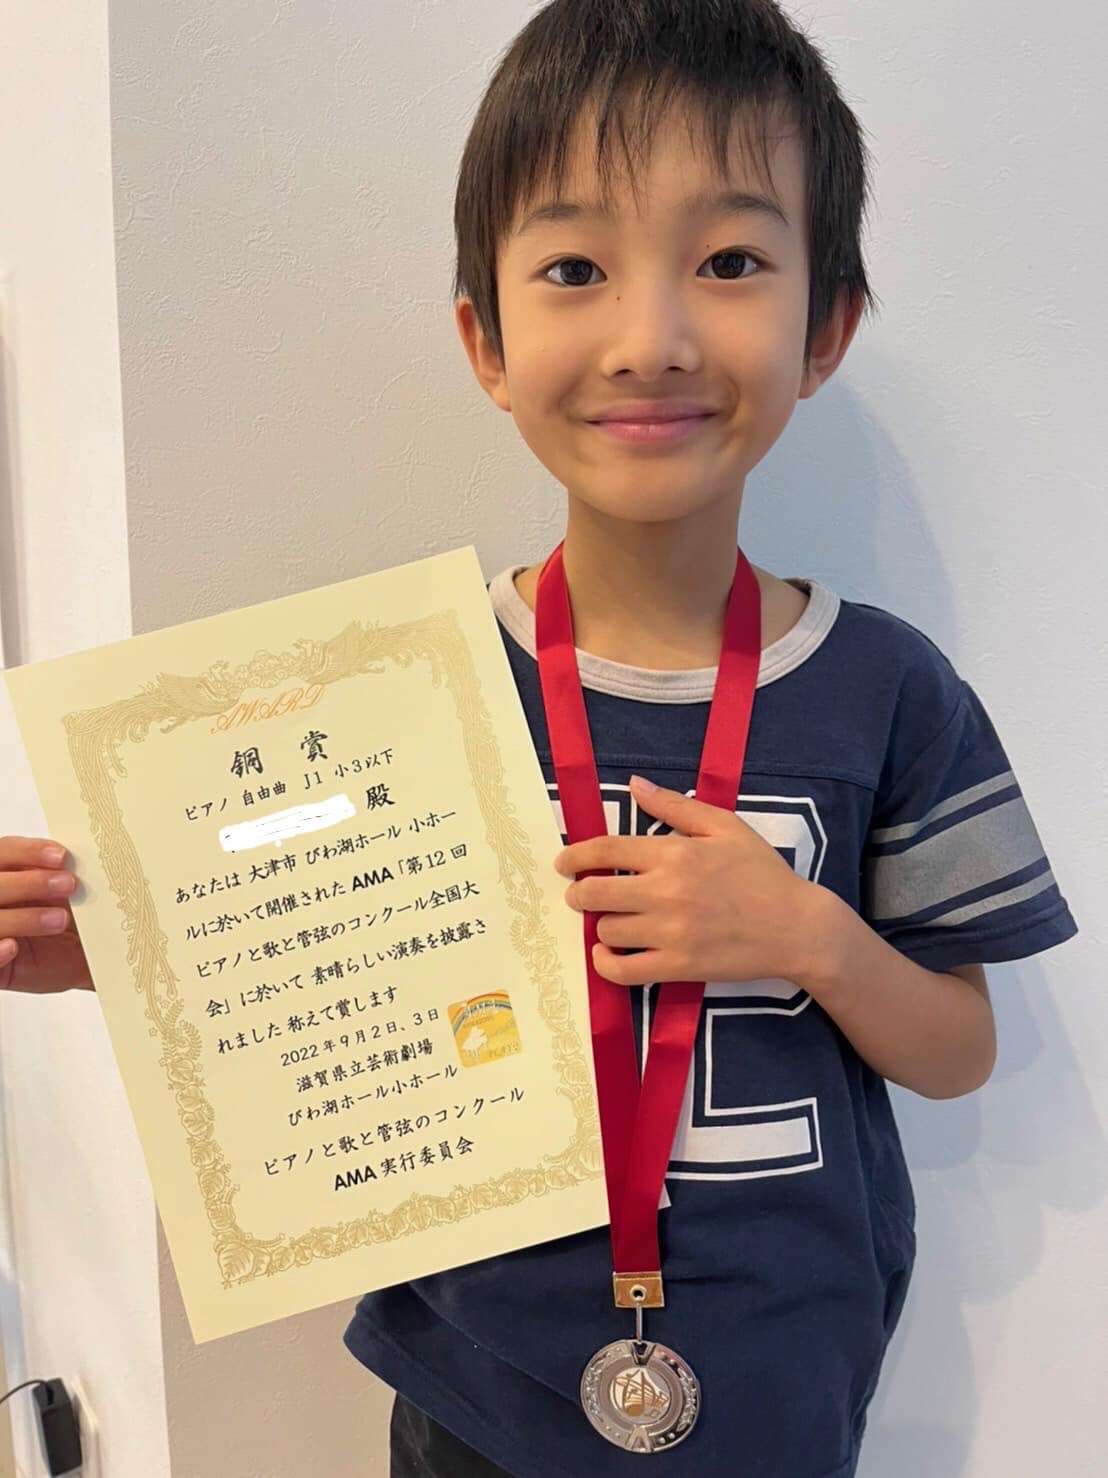 AWARD
銅 賞
ピアノ 自由曲 J1 小3以下
殿
あなたは 大津市 びわ湖ホール 小ホー
ルに於いて開催された AMA「第12回
ピアノと歌と管弦のコンクール全国大
会」に於いて 素晴らしい演奏を披露さ
れました 称えて賞します
2022年9月2日、3日
滋賀県立芸術劇場
びわ湖ホール小ホール
ピアノと歌と管弦のコンクール
AMA実行委員会